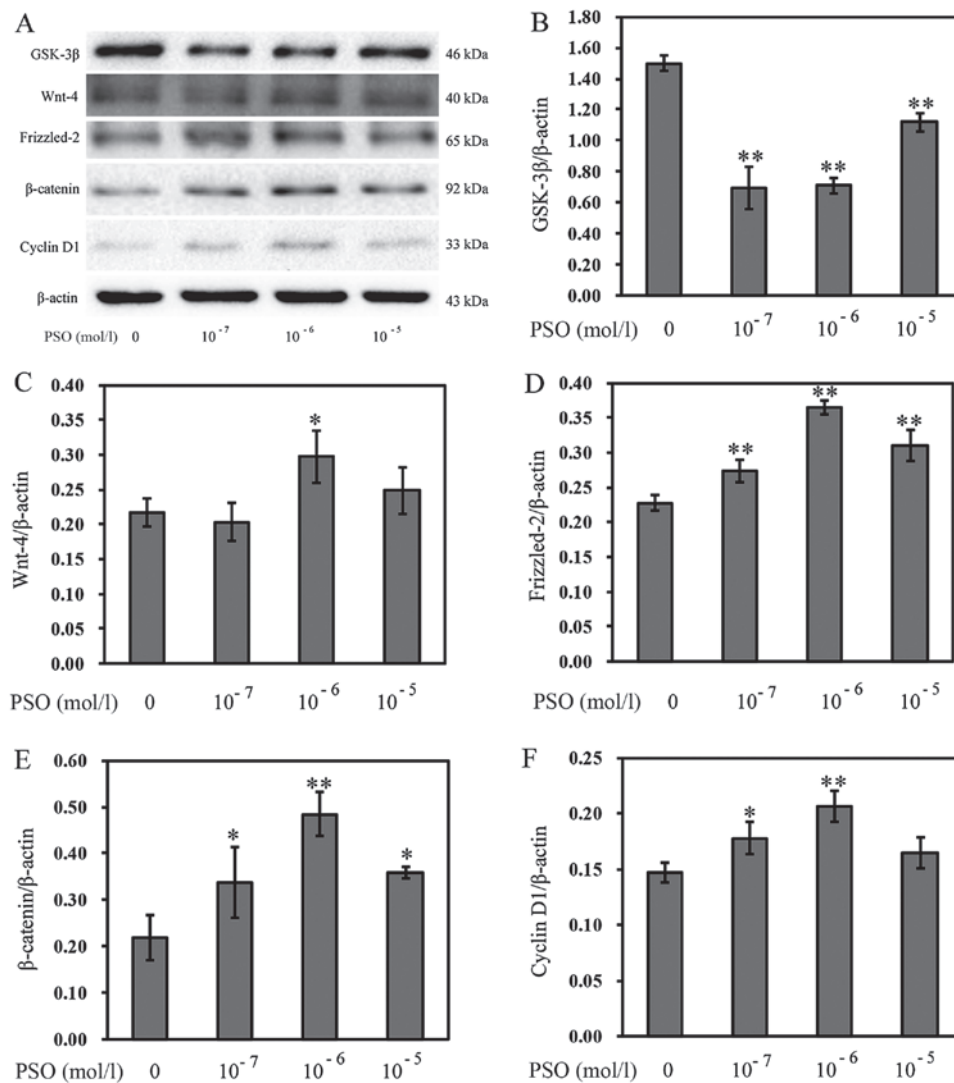 A
GSK-3β 46 kDa
Wnt-4 40 kDa
Frizzled-2 65 kDa
β-catenin 92 kDa
Cyclin D1 33 kDa
β-actin 43 kDa
PSO (mol/l) 0 10⁻⁷ 10⁻⁶ 10⁻⁵
B
GSK-3β/β-actin
1.80
1.60
1.40
1.20
1.00
0.80
0.60
0.40
0.20
0.00
** ** **
PSO (mol/l) 0 10⁻⁷ 10⁻⁶ 10⁻⁵
C
Wnt-4/β-actin
0.40
0.35
0.30
0.25
0.20
0.15
0.10
0.05
0.00
*
PSO (mol/l) 0 10⁻⁷ 10⁻⁶ 10⁻⁵
D
Frizzled-2/β-actin
0.40
0.35
0.30
0.25
0.20
0.15
0.10
0.05
0.00
** ** **
PSO (mol/l) 0 10⁻⁷ 10⁻⁶ 10⁻⁵
E
β-catenin/β-actin
0.60
0.50
0.40
0.30
0.20
0.10
0.00
* ** *
PSO (mol/l) 0 10⁻⁷ 10⁻⁶ 10⁻⁵
F
Cyclin D1/β-actin
0.25
0.20
0.15
0.10
0.05
0.00
* **
PSO (mol/l) 0 10⁻⁷ 10⁻⁶ 10⁻⁵